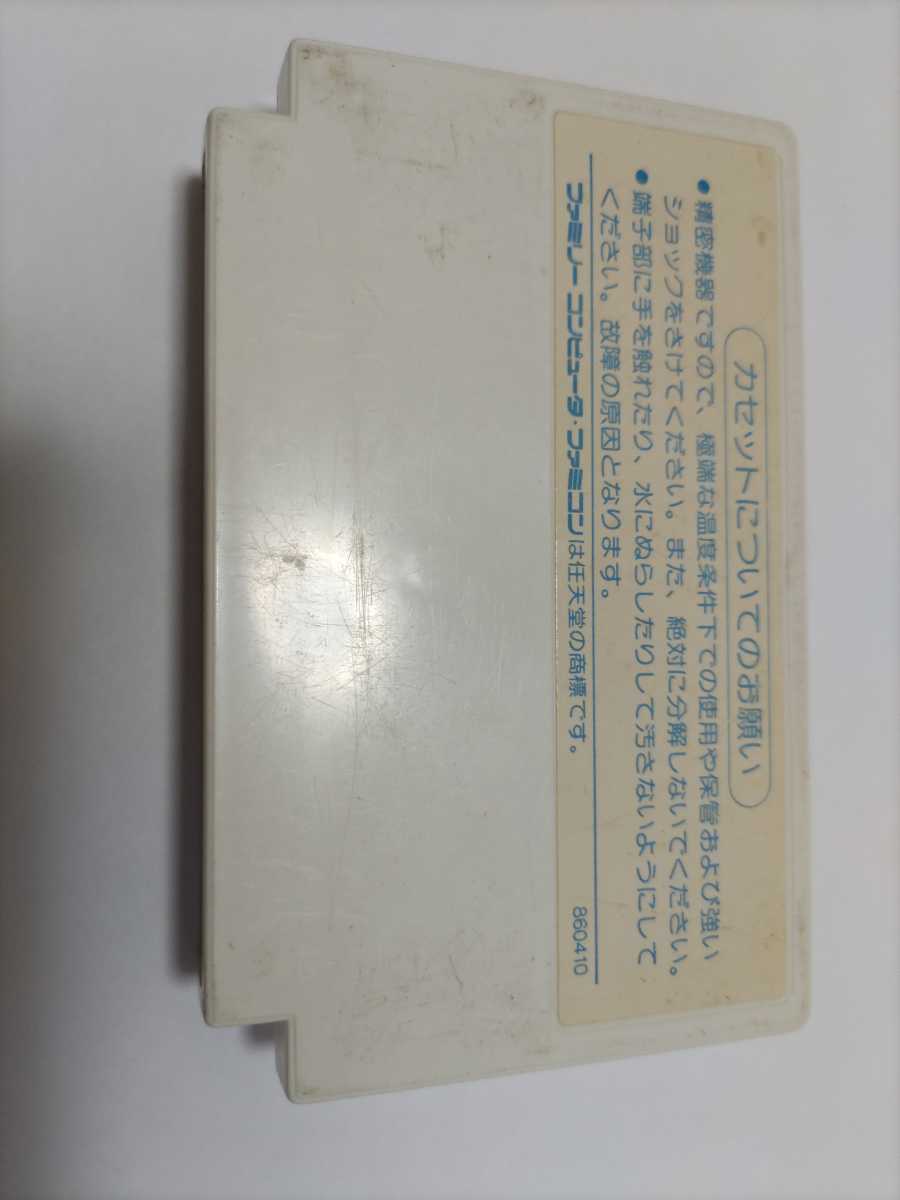 カセットについてのお願い
●精密機器ですので、極端な温度条件下での使用や保管および強い
ショックをさけてください。また、絶対に分解しないでください。
●端子部に手を触れたり、水にぬらしたりして汚さないようにして
ください。故障の原因となります。
ファミリー コンピュータ・ファミコンは任天堂の商標です。
860410